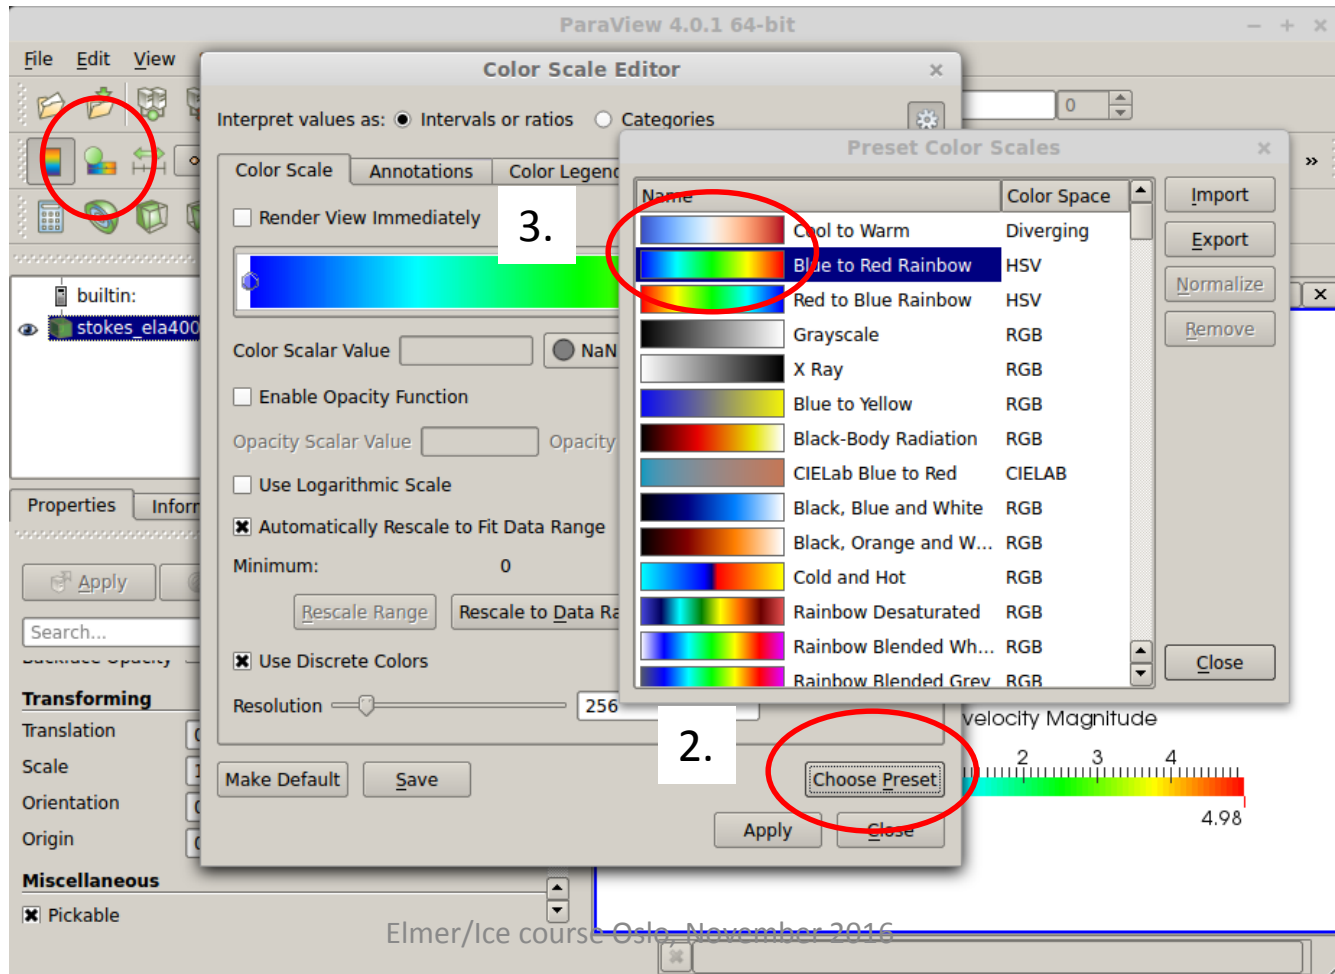 ParaView 4.0.1 64-bit
File Edit View
Color Scale Editor
Interpret values as: Intervals or ratios Categories
0
Preset Color Scales
Color Scale Annotations Color Legend
Name Color Space
Import
Render View Immediately
3.
Cool to Warm Diverging
Export
Blue to Red Rainbow HSV
Normalize
Red to Blue Rainbow HSV
builtin:
stokes_ela400
Remove
Grayscale RGB
Color Scalar Value NaN
X Ray RGB
Enable Opacity Function
Blue to Yellow RGB
Opacity Scalar Value Opacity
Black-Body Radiation RGB
CIELab Blue to Red CIELAB
Use Logarithmic Scale
Properties Inforr
Black, Blue and White RGB
Automatically Rescale to Fit Data Range
Black, Orange and W... RGB
Minimum: 0
Cold and Hot RGB
Apply
Rescale Range Rescale to Data Ra
Rainbow Desaturated RGB
Search...
Rainbow Blended Wh... RGB
Backface Opacity
Use Discrete Colors
Close
Rainbow Blended Grey RGB
Transforming
Resolution 256
Translation
velocity Magnitude
2.
Scale 1
2 3 4
Make Default Save Choose Preset
Orientation
4.98
Apply Close
Origin
Miscellaneous
Pickable
Elmer/Ice course Oslo, November 2016